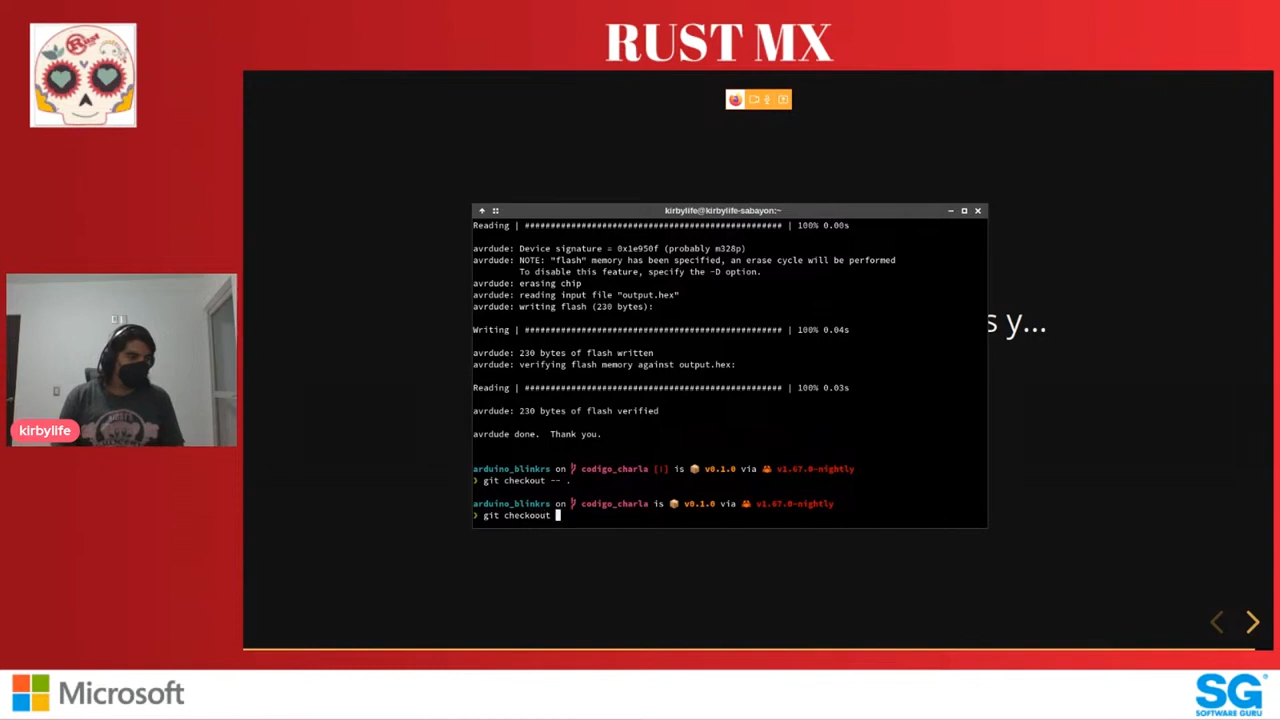 RUST MX
Rust
kirbylife@kirbylife-sabayon:~
Reading | ################################################## | 100% 0.00s
avrdude: Device signature = 0x1e950f (probably m328p)
avrdude: NOTE: "flash" memory has been specified, an erase cycle will be performed
To disable this feature, specify the -D option.
avrdude: erasing chip
avrdude: reading input file "output.hex"
avrdude: writing flash (230 bytes):
Writing | ################################################## | 100% 0.04s
avrdude: 230 bytes of flash written
avrdude: verifying flash memory against output.hex:
Reading | ################################################## | 100% 0.03s
avrdude: 230 bytes of flash verified
avrdude done.  Thank you.
arduino_blinkrs on codigo_charla [!] is 📦 v0.1.0 via 🦀 v1.67.0-nightly
❯ git checkout -- .
arduino_blinkrs on codigo_charla is 📦 v0.1.0 via 🦀 v1.67.0-nightly
❯ git checkoout
s y...
kirbylife
Microsoft
SG
SOFTWARE GURU